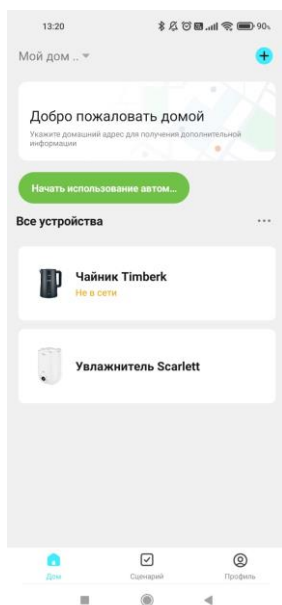 13:20
90%
Мой дом ..
Добро пожаловать домой
Укажите домашний адрес для получения дополнительной
информации
Начать использование автом...
Все устройства
Чайник Timberk
Не в сети
Увлажнитель Scarlett
Дом
Сценарий
Профиль